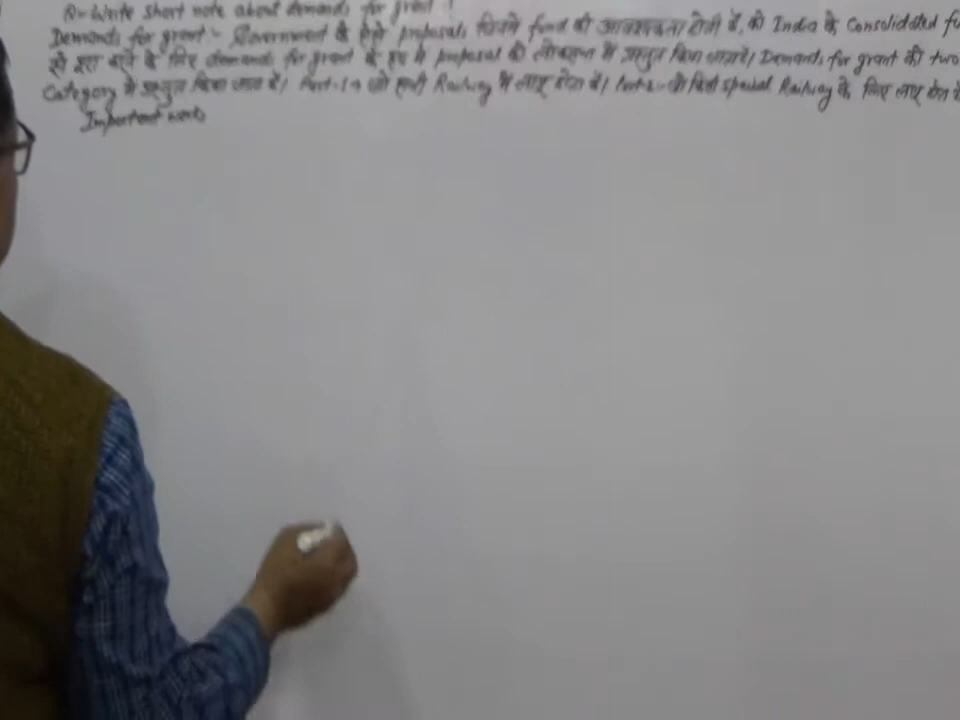 Q-Write short note about demands for grant !
Demands for grant:- Government के ऐसे proposals जिनमें fund की आवश्यकता होती है, को India के Consolidated fu
से पूरा करने के लिए demands for grant के रूप में proposal को लोकसभा में प्रस्तुत किया जाता है। Demands for grant को two
Category में प्रस्तुत किया जाता है। Part-1 जो सभी Railway में लागू होता है। Part-2 जो किसी special Railway के लिए लागू होता है
Important work